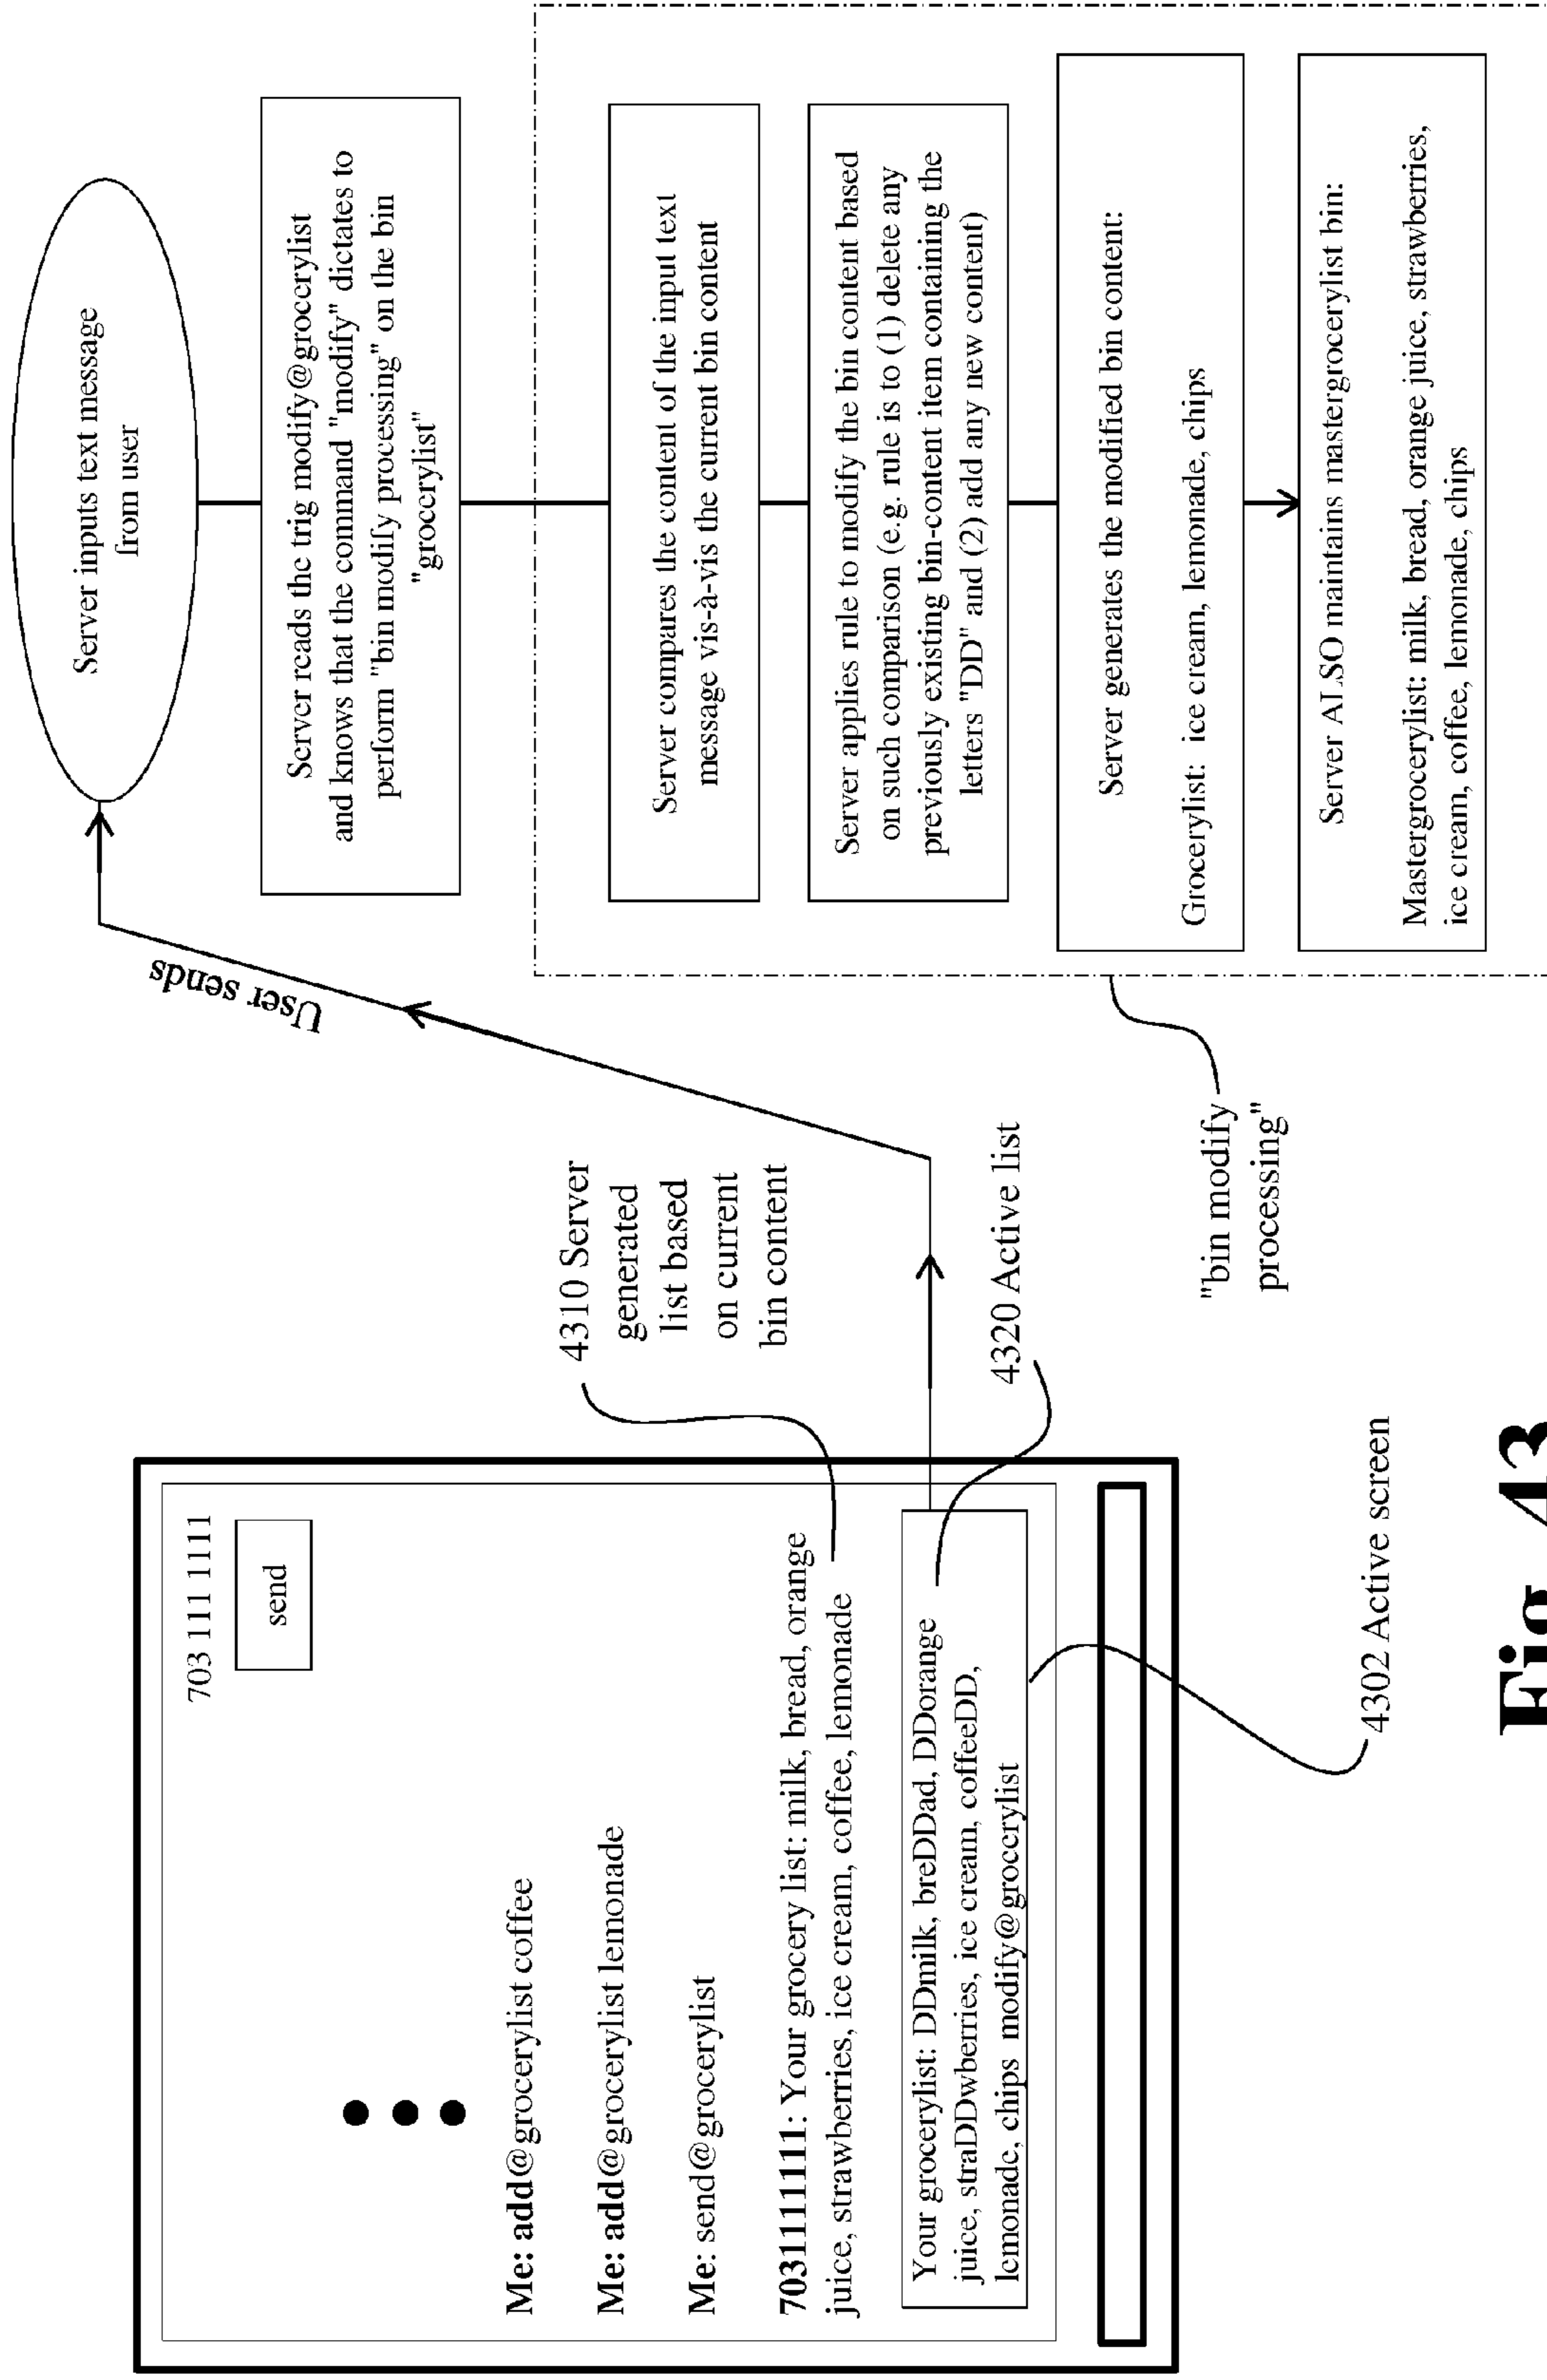 703 111 1111
send
Me: add@grocerylist coffee
Me: add@grocerylist lemonade
Me: send@grocerylist
7031111111: Your grocery list: milk, bread, orange
juice, strawberries, ice cream, coffee, lemonade
Your grocerylist: DDmilk, breDDad, DDorange
juice, straDDwberries, ice cream, coffeeDD,
lemonade, chips modify@grocerylist
4310 Server
generated
list based
on current
bin content
4320 Active list
4302 Active screen
User sends
Server inputs text message
from user
Server reads the trig modify@grocerylist
and knows that the command "modify" dictates to
perform "bin modify processing" on the bin
"grocerylist"
Server compares the content of the input text
message vis-à-vis the current bin content
Server applies rule to modify the bin content based
on such comparison (e.g. rule is to (1) delete any
previously existing bin-content item containing the
letters "DD" and (2) add any new content)
Server generates the modified bin content:
Grocerylist: ice cream, lemonade, chips
Server ALSO maintains mastergrocerylist bin:
Mastergrocerylist: milk, bread, orange juice, strawberries,
ice cream, coffee, lemonade, chips
"bin modify
processing"
Fig. 43